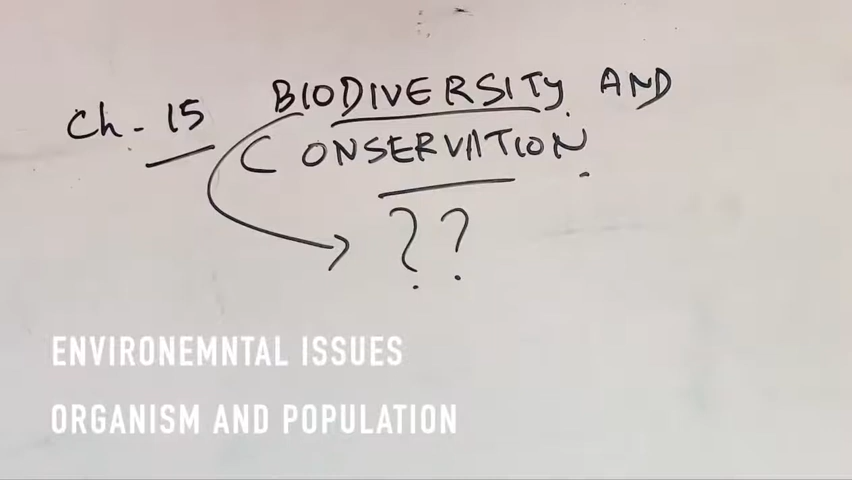 Ch - 15 BIODIVERSITY AND
CONSERVATION.
??
ENVIRONEMNTAL ISSUES
ORGANISM AND POPULATION